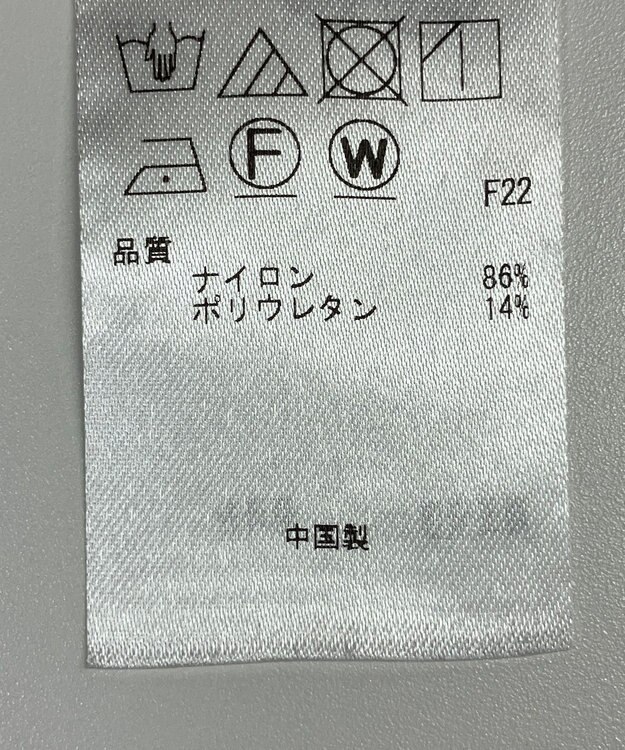 F W
F22
品質
ナイロン 86%
ポリウレタン 14%
中国製